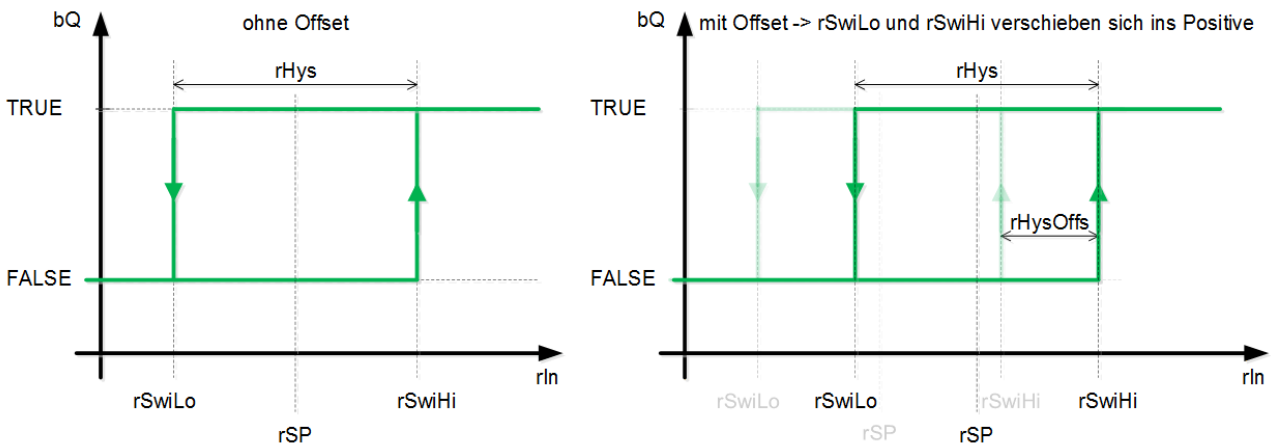 bQ
ohne Offset
rHys
TRUE
FALSE
rIn
rSwiLo
rSwiHi
rSP
bQ
mit Offset -> rSwiLo und rSwiHi verschieben sich ins Positive
rHys
TRUE
rHysOffs
FALSE
rIn
rSwiLo
rSwiLo
rSwiHi
rSwiHi
rSP
rSP